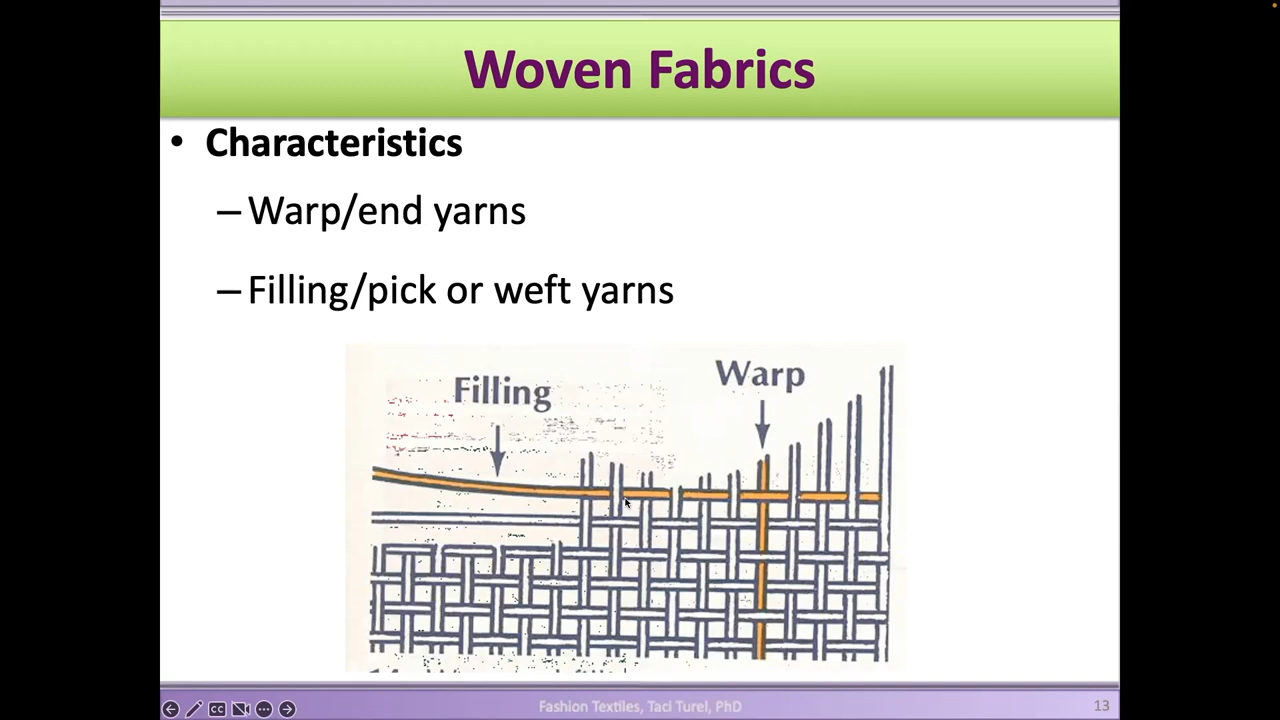 Woven Fabrics
• Characteristics
– Warp/end yarns
– Filling/pick or weft yarns
Filling
Warp
CC
Fashion Textiles, Taci Turel, PhD
13